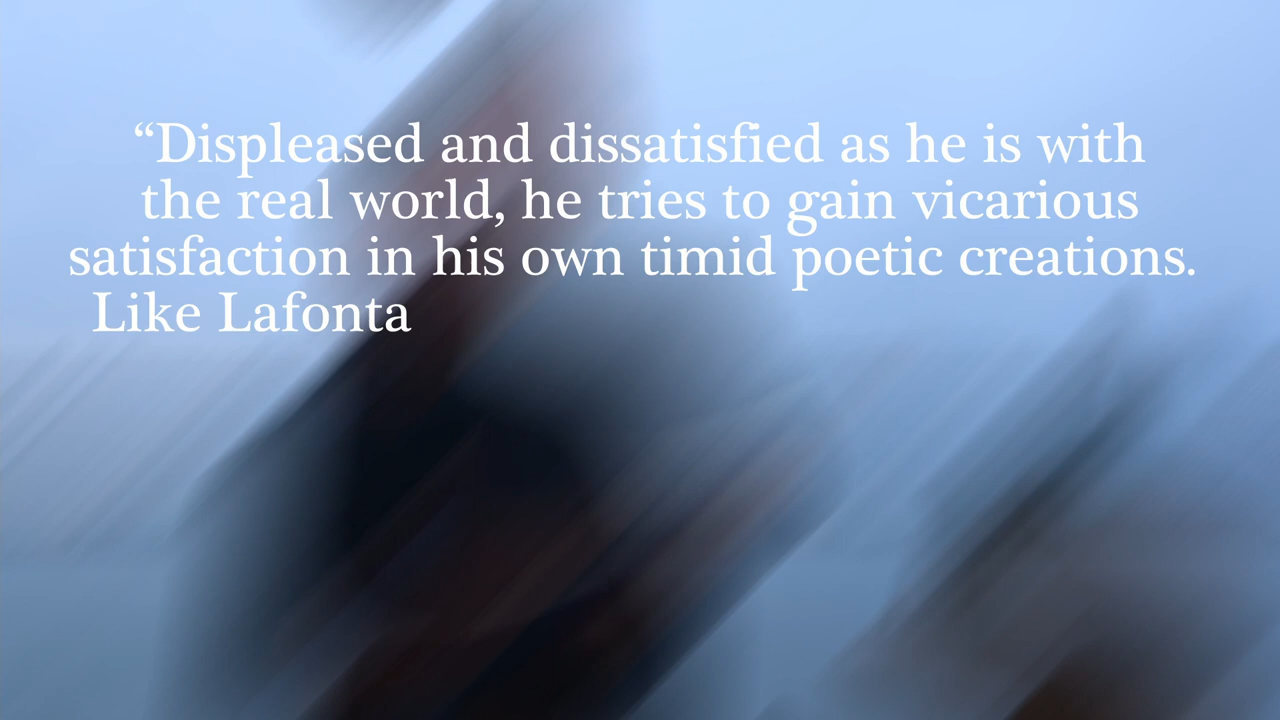 “Displeased and dissatisfied as he is with
the real world, he tries to gain vicarious
satisfaction in his own timid poetic creations.
Like Lafonta